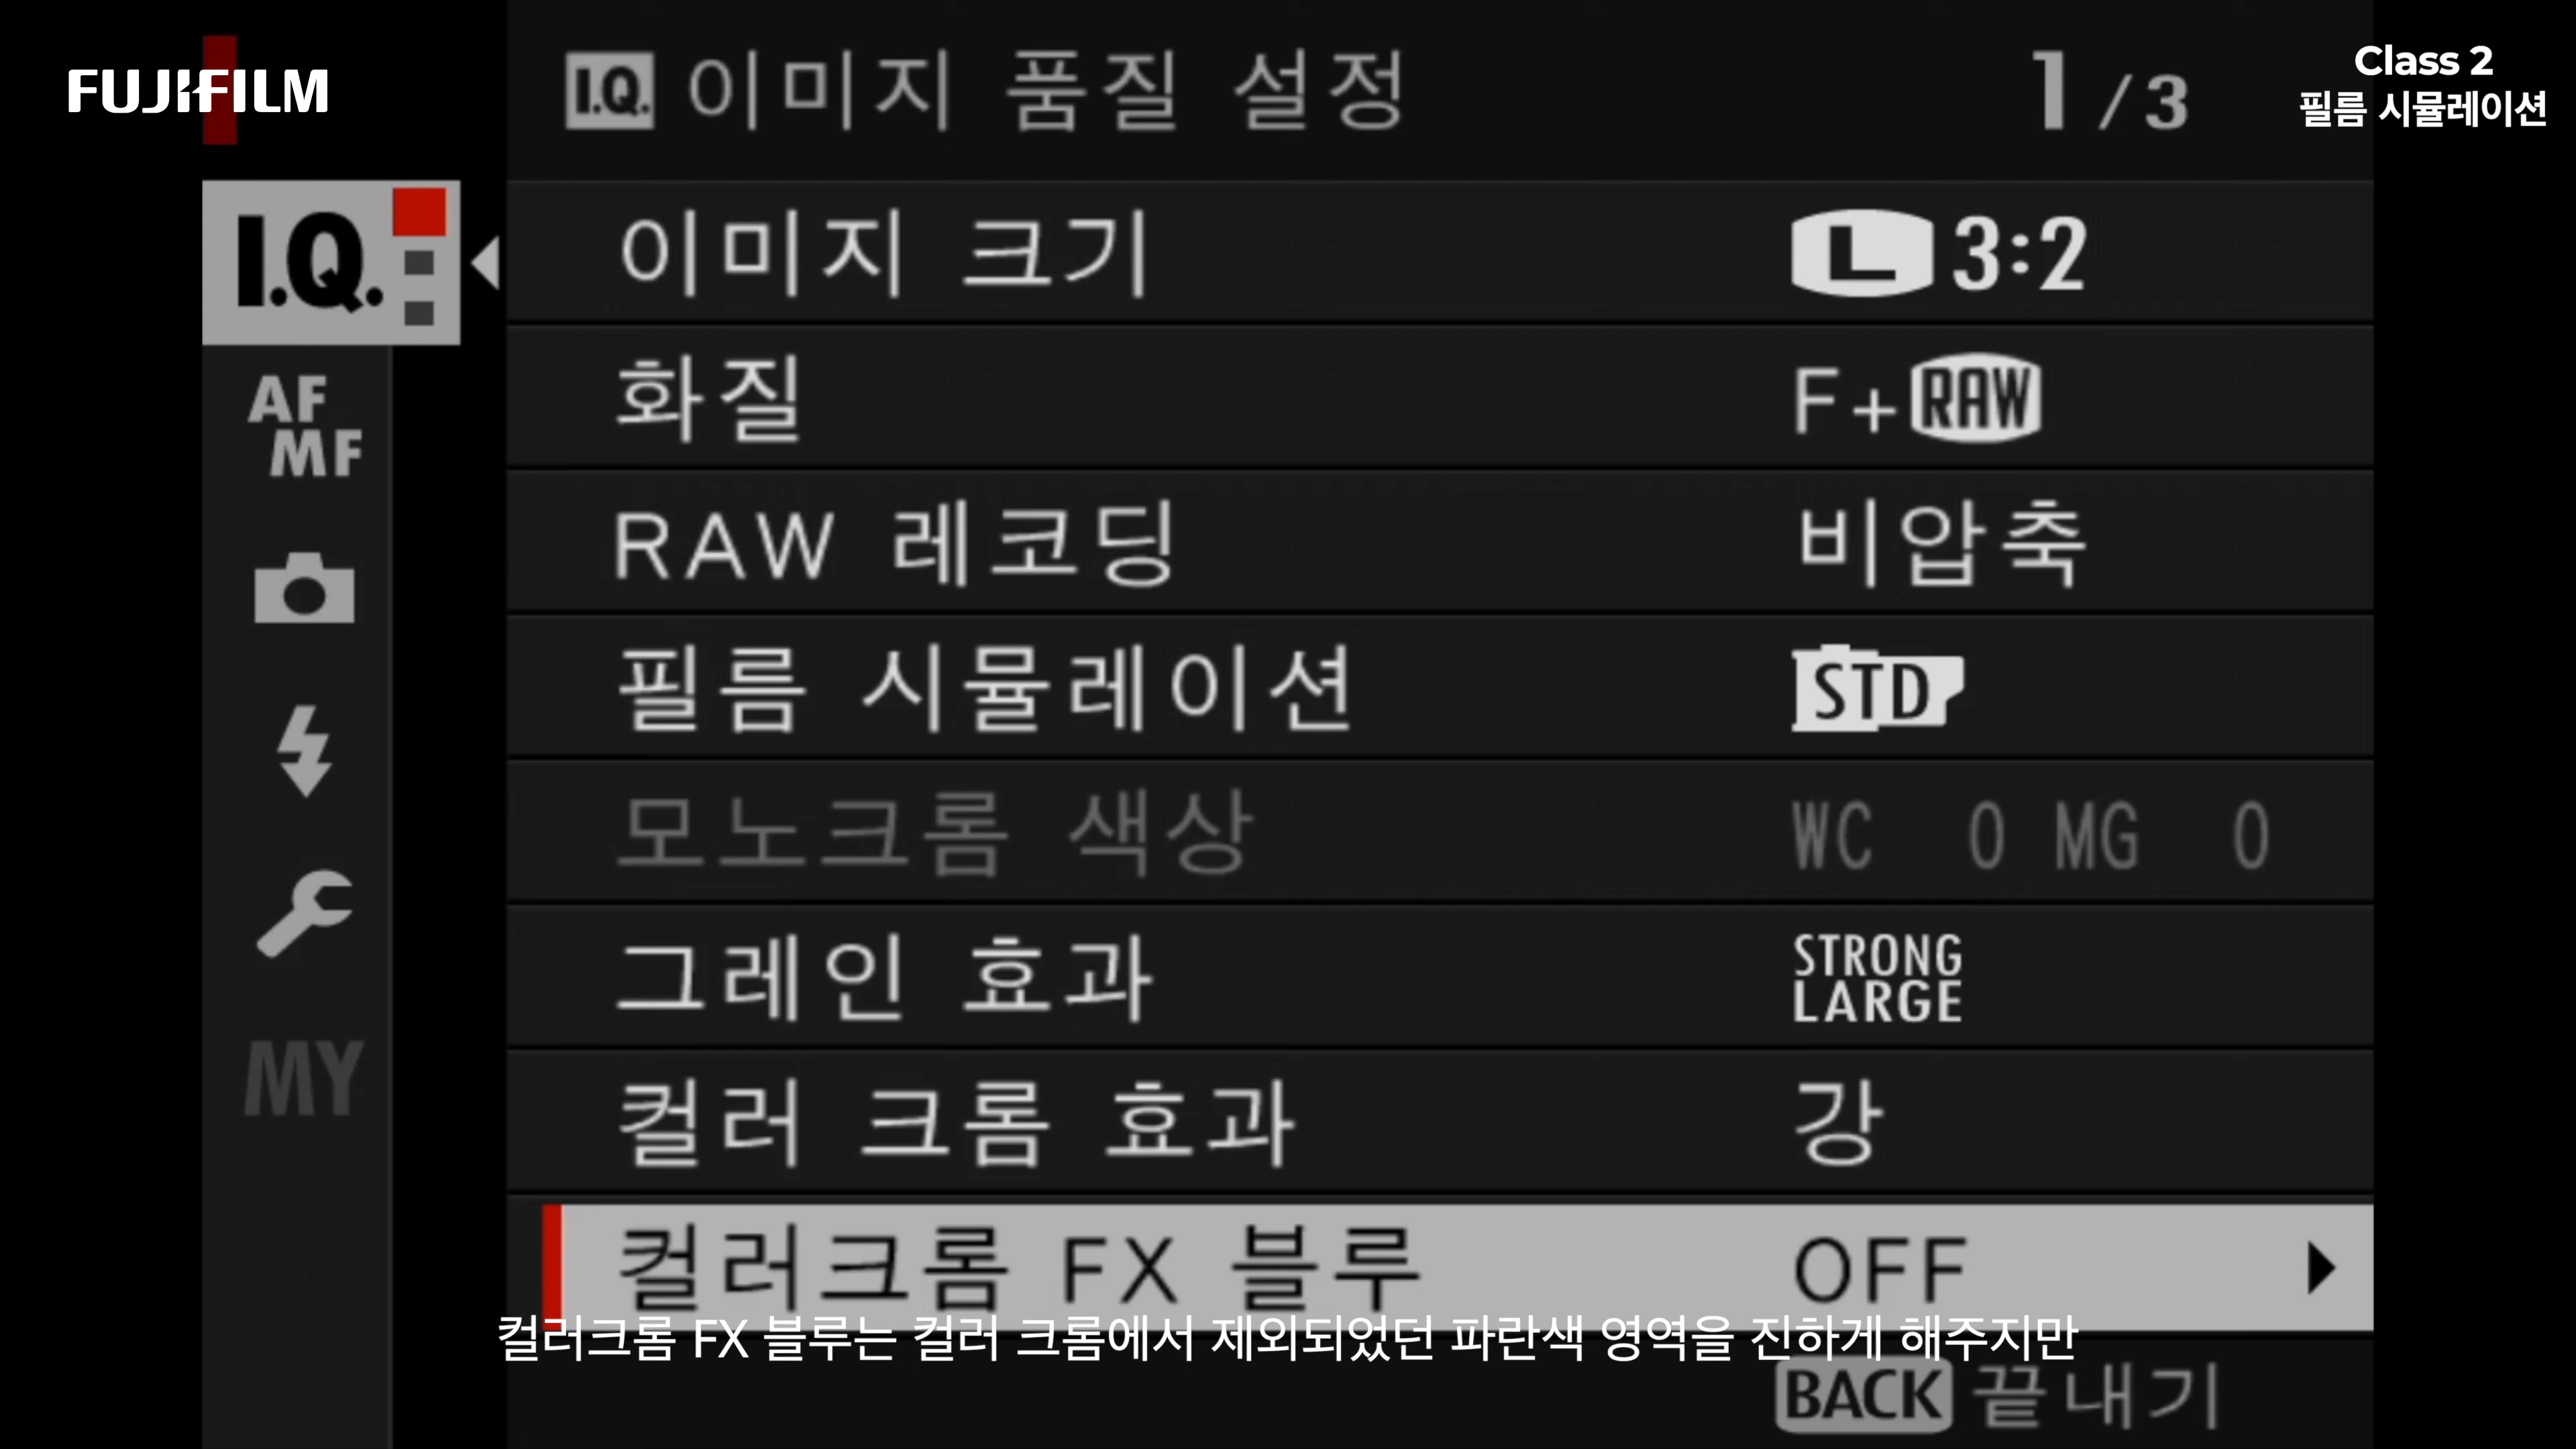 FUJIFILM
Class 2
필름 시뮬레이션
I.Q. 이미지 품질 설정 1/3
I.Q.
AF
MF
MY
이미지 크기 L 3:2
화질 F+RAW
RAW 레코딩 비압축
필름 시뮬레이션 STD
모노크롬 색상 WC 0 MG 0
그레인 효과 STRONG
LARGE
컬러 크롬 효과 강
컬러크롬 FX 블루 OFF
컬러크롬 FX 블루는 컬러 크롬에서 제외되었던 파란색 영역을 진하게 해주지만
BACK 끝내기